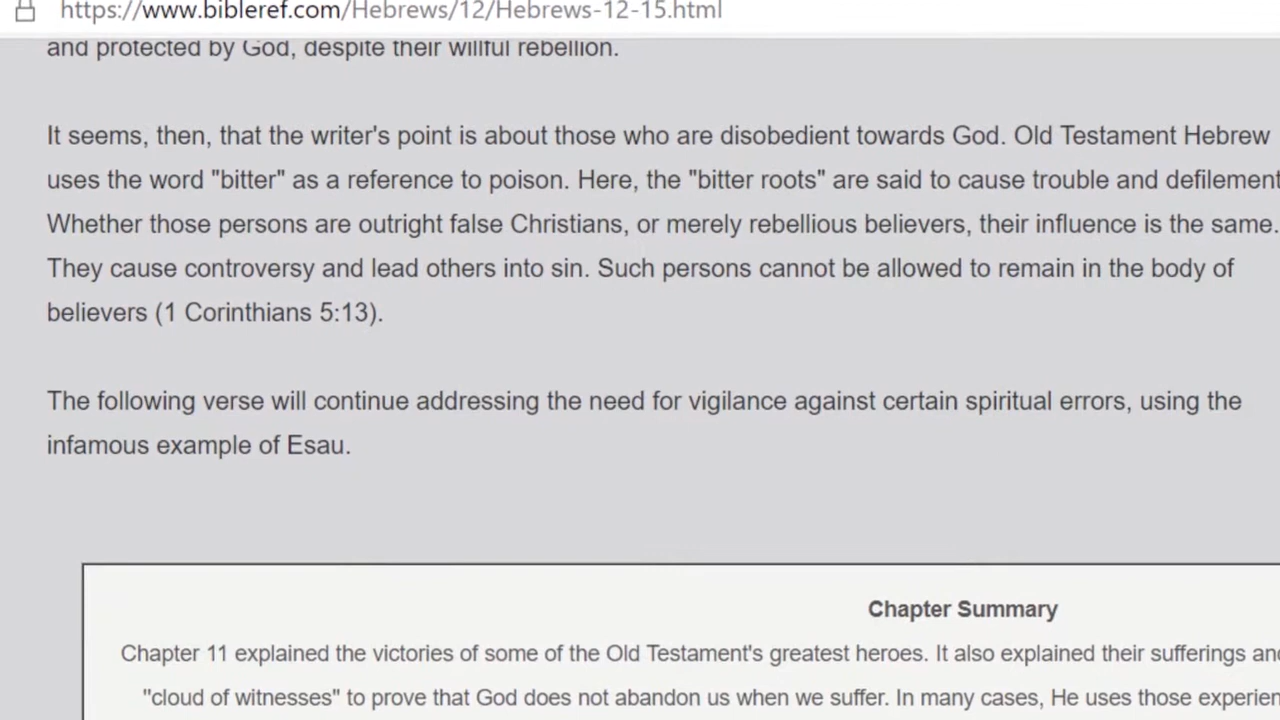 https://www.bibleref.com/Hebrews/12/Hebrews-12-15.html
and protected by God, despite their willful rebellion.
It seems, then, that the writer's point is about those who are disobedient towards God. Old Testament Hebrew
uses the word "bitter" as a reference to poison. Here, the "bitter roots" are said to cause trouble and defilement
Whether those persons are outright false Christians, or merely rebellious believers, their influence is the same.
They cause controversy and lead others into sin. Such persons cannot be allowed to remain in the body of
believers (1 Corinthians 5:13).
The following verse will continue addressing the need for vigilance against certain spiritual errors, using the
infamous example of Esau.
Chapter Summary
Chapter 11 explained the victories of some of the Old Testament's greatest heroes. It also explained their sufferings
"cloud of witnesses" to prove that God does not abandon us when we suffer. In many cases, He uses those